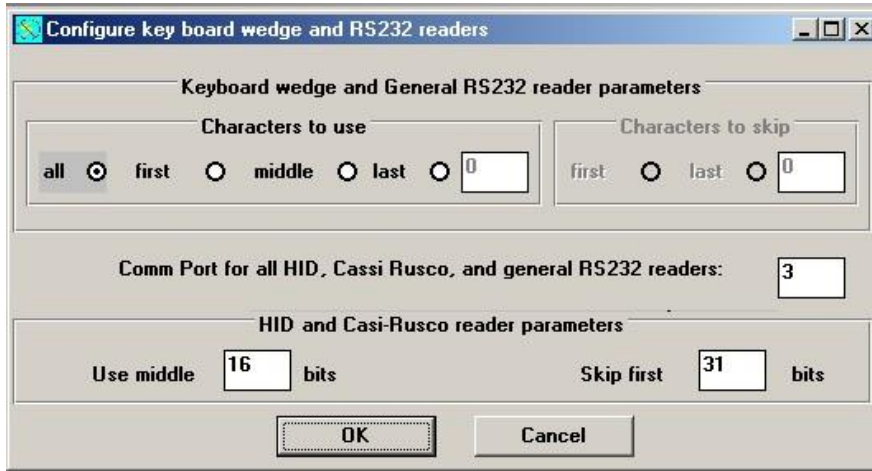 Configure key board wedge and RS232 readers
Keyboard wedge and General RS232 reader parameters
Characters to use Characters to skip
all first middle last 0 first last 0
Comm Port for all HID, Cassi Rusco, and general RS232 readers: 3
HID and Casi-Rusco reader parameters
Use middle 16 bits Skip first 31 bits
OK Cancel